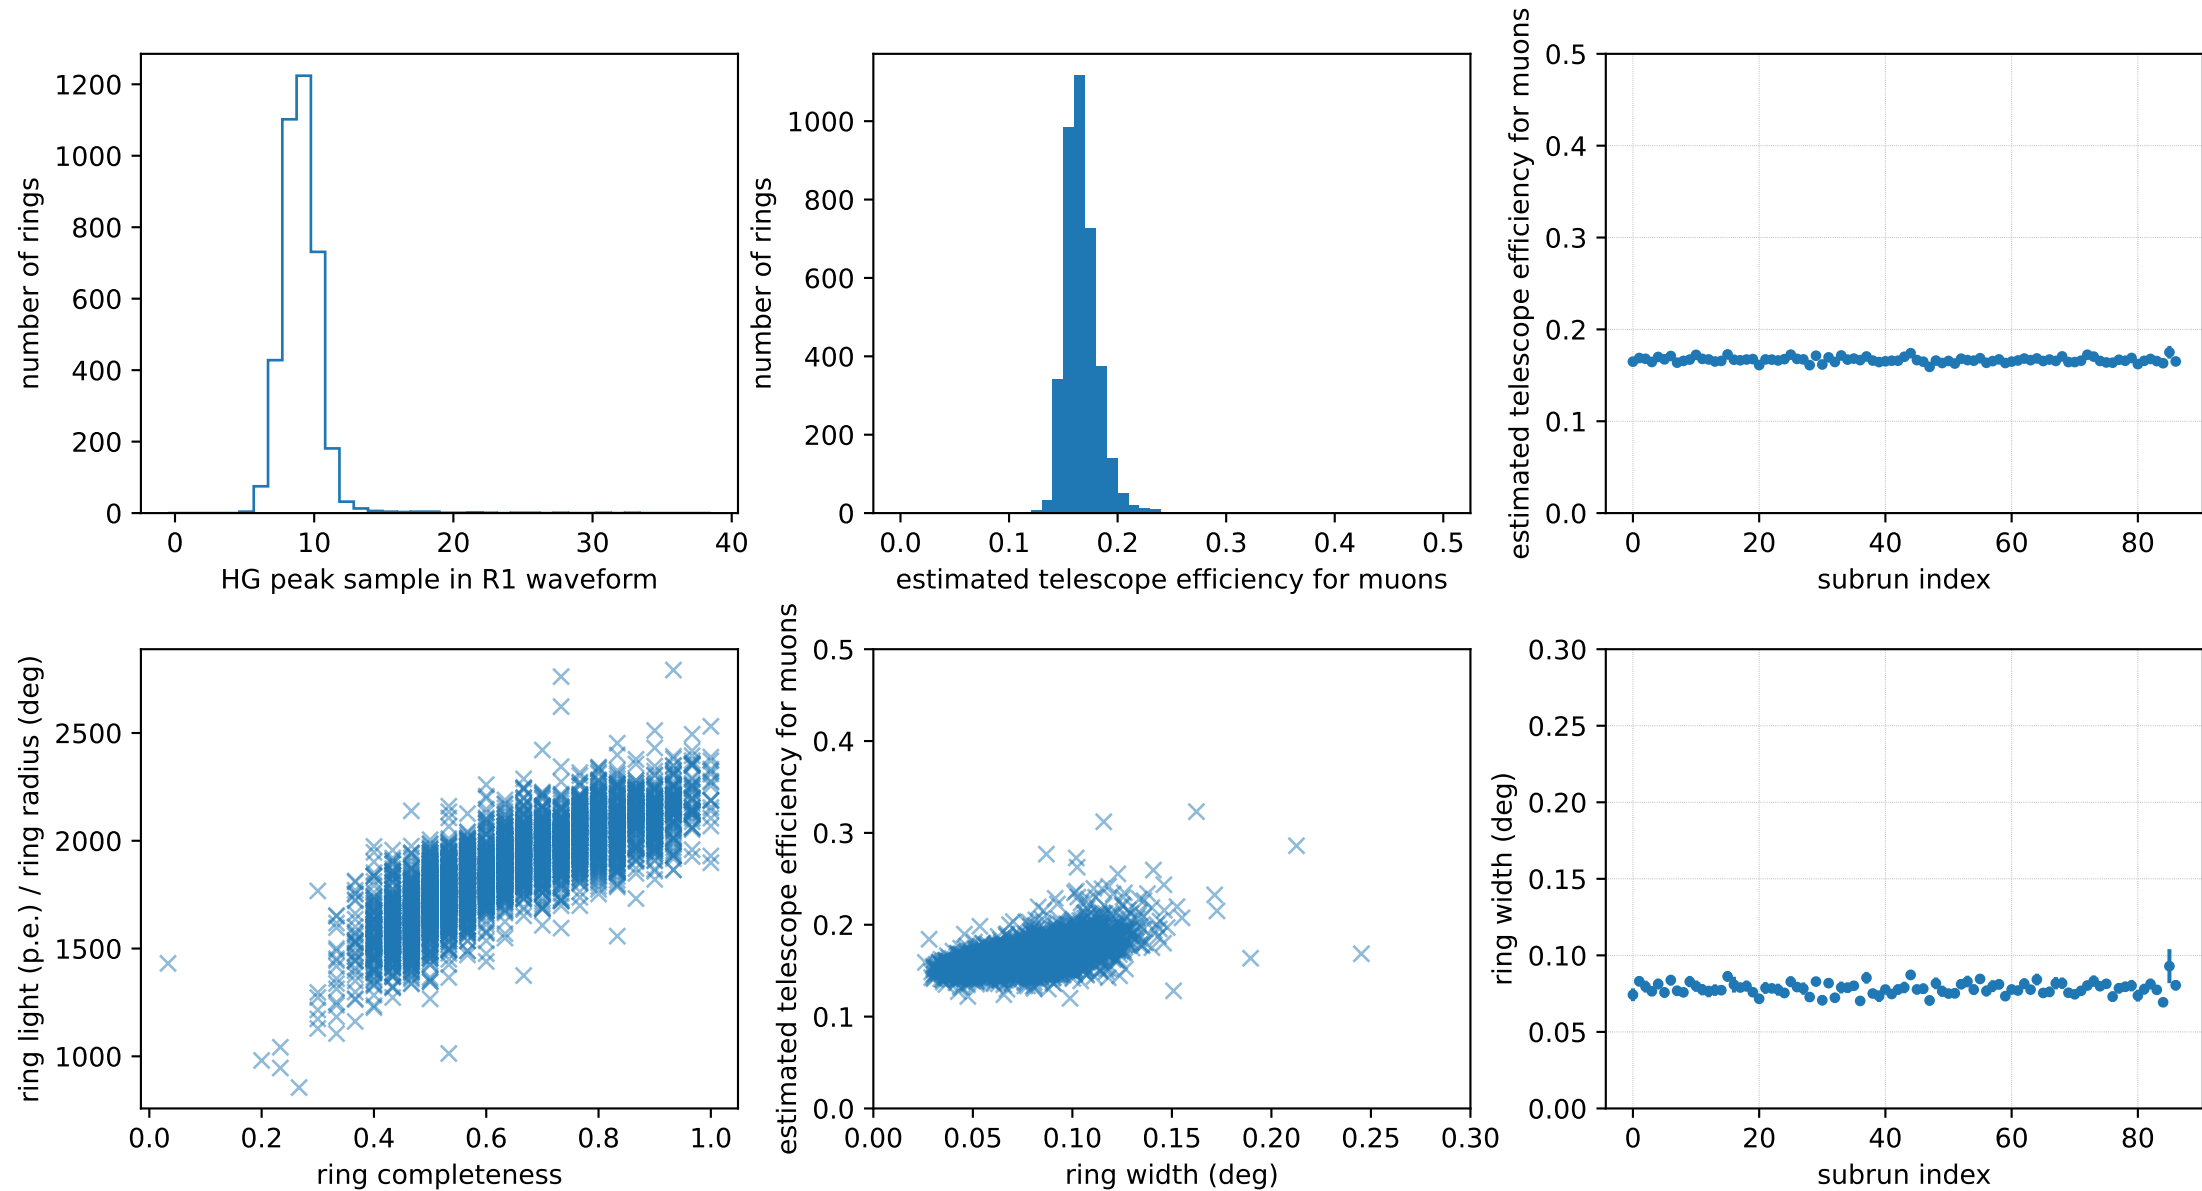 1200
1000
800
600
400
200
0
number of rings
0 10 20 30 40
HG peak sample in R1 waveform
1000
800
600
400
200
0
number of rings
0.0 0.1 0.2 0.3 0.4 0.5
estimated telescope efficiency for muons
0.5
0.4
0.3
0.2
0.1
0.0
estimated telescope efficiency for muons
0 20 40 60 80
subrun index
2500
2000
1500
1000
ring light (p.e.) / ring radius (deg)
0.0 0.2 0.4 0.6 0.8 1.0
ring completeness
0.5
0.4
0.3
0.2
0.1
0.0
estimated telescope efficiency for muons
0.00 0.05 0.10 0.15 0.20 0.25 0.30
ring width (deg)
0.30
0.25
0.20
0.15
0.10
0.05
0.00
ring width (deg)
0 20 40 60 80
subrun index